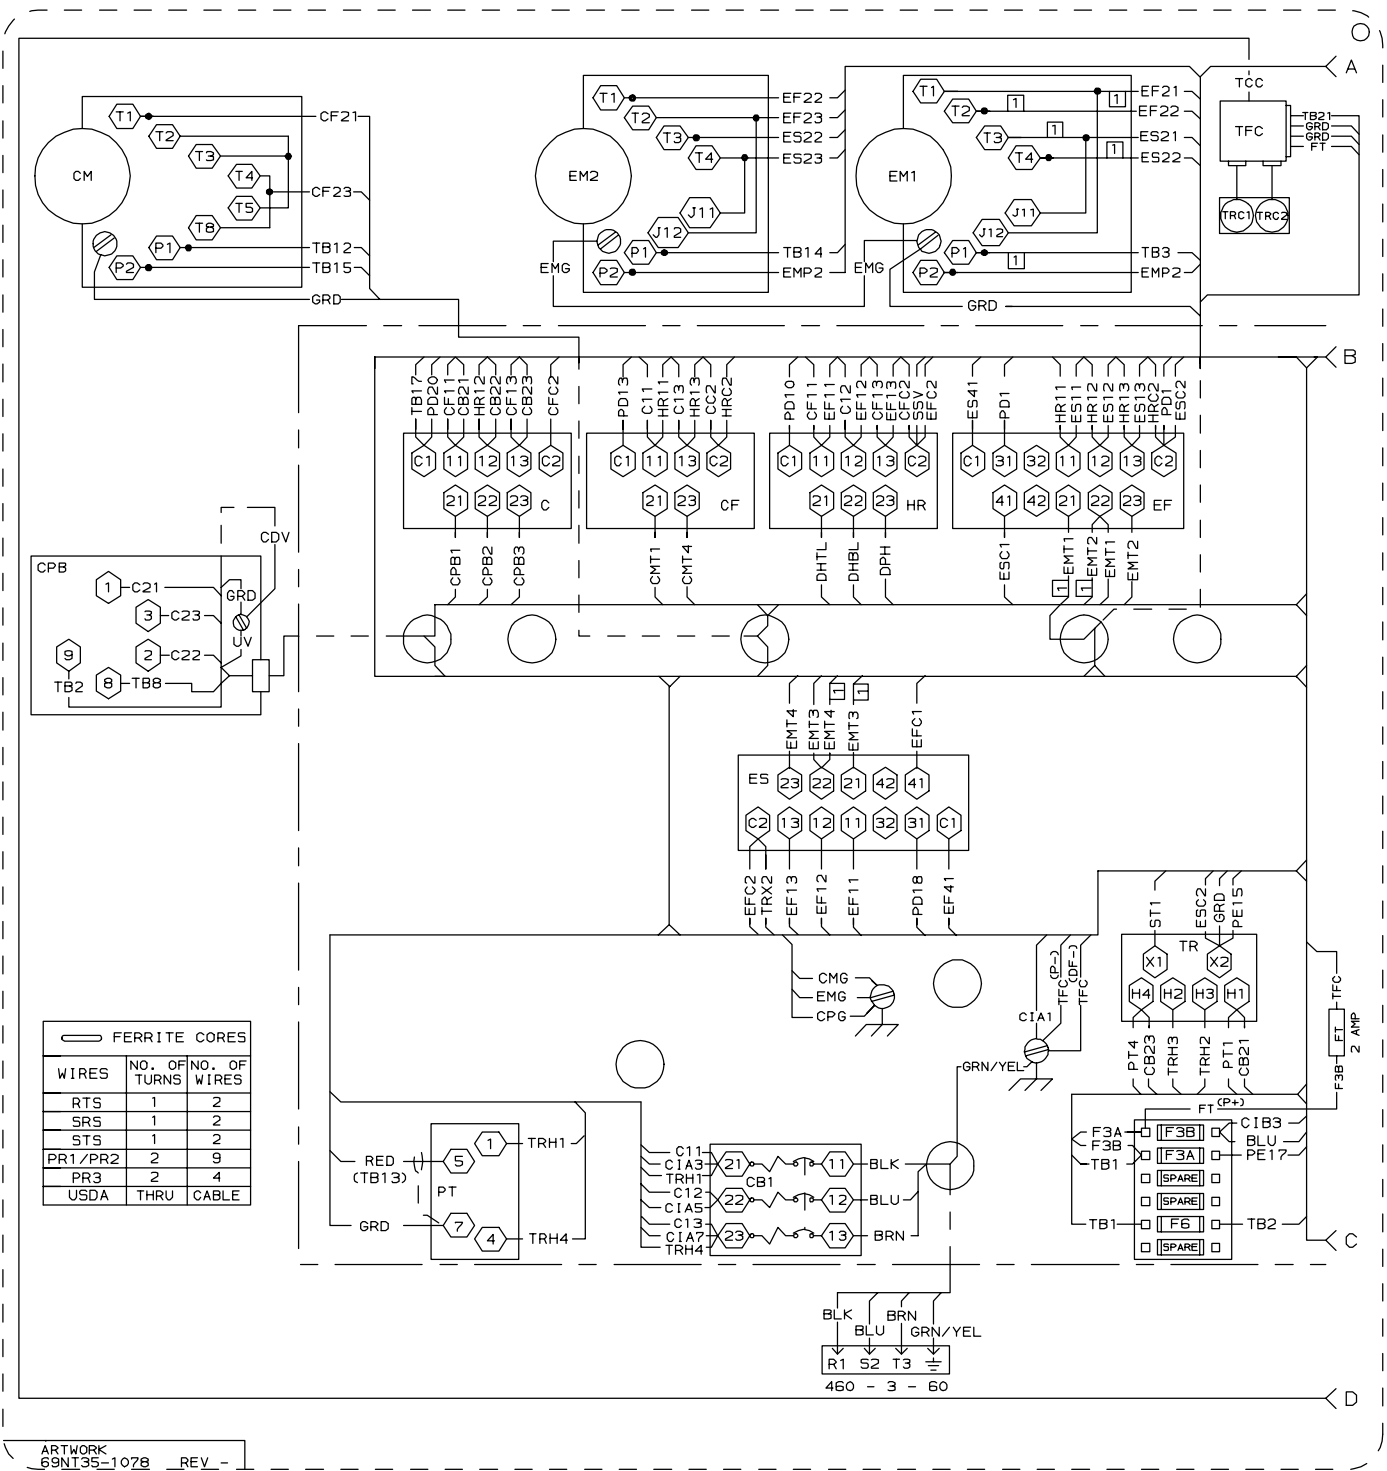 A
TCC
CM
T1
T2
T3
T4
T5
T8
P1
P2
CF21
CF23
TB12
TB15
GRD
EM2
T1
T2
T3
T4
J11
J12
P1
P2
EF22
EF23
ES22
ES23
TB14
EMP2
EMG
EM1
T1
T2
T3
T4
J11
J12
P1
P2
1
1
1
1
1
EF21
EF22
ES21
ES22
TB3
EMP2
EMG
GRD
TFC
TB21
GRD
GRD
FT
TRC1
TRC2
B
TB17
PD20
CF11
CB21
HR12
CB22
CF13
CB23
CFC2
C1
11
12
13
C2
21
22
23
C
CPB1
CPB2
CPB3
PD13
C11
HR11
C13
HR13
CC2
HRC2
C1
11
13
C2
21
23
CF
CMT1
CMT4
PD10
CF11
EF11
C12
EF12
CF13
EF13
CFC2
SSV
EFC2
C1
11
12
13
C2
21
22
23
HR
DHTL
DHBL
DPH
ES41
PD1
HR11
ES11
HR12
ES12
HR13
ES13
HRC2
PD1
ESC2
C1
31
32
11
12
13
C2
41
42
21
22
23
EF
ESC1
EMT1
EMT2
EMT1
EMT2
1
1
CDV
CPB
1
C21
GRD
3
C23
UV
9
2
C22
TB2
8
TB8
EMT4
EMT3
EMT4
1
EMT3
1
EFC1
ES
23
22
21
42
41
C2
13
12
11
32
31
C1
EFC2
TRX2
EF13
EF12
EF11
PD18
EF41
CMG
EMG
CPG
CIA1
TFC (P-)
TFC (DF-)
GRN/YEL
ST1
ESC2
GRD
PE15
TR
X1
X2
H4
H2
H3
H1
PT4
CB23
TRH3
TRH2
PT1
CB21
TFC
FT
2 AMP
F3B
FT (P+)
F3A
F3B
CIB3
F3B
BLU
TB1
F3A
PE17
SPARE
SPARE
TB1
F6
TB2
SPARE
C
FERRITE CORES
WIRES NO. OF TURNS NO. OF WIRES
RTS 1 2
SRS 1 2
STS 1 2
PR1/PR2 2 9
PR3 2 4
USDA THRU CABLE
RED
(TB13)
GRD
1
5
PT
7
4
TRH1
TRH4
C11
CIA3
TRH1
C12
CIA5
C13
CIA7
TRH4
21
11
CB1
22
12
23
13
BLK
BLU
BRN
BLK
BLU
BRN
GRN/YEL
R1 S2 T3
460 - 3 - 60
D
ARTWORK
69NT35-1078 REV -